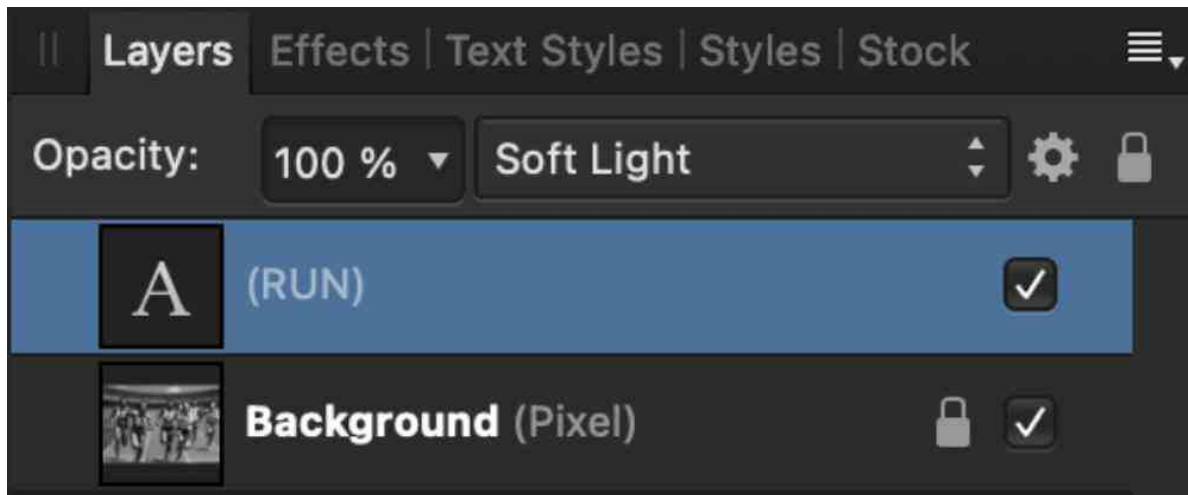 Layers Effects | Text Styles | Styles | Stock
Opacity: 100 % Soft Light
A (RUN)
Background (Pixel)